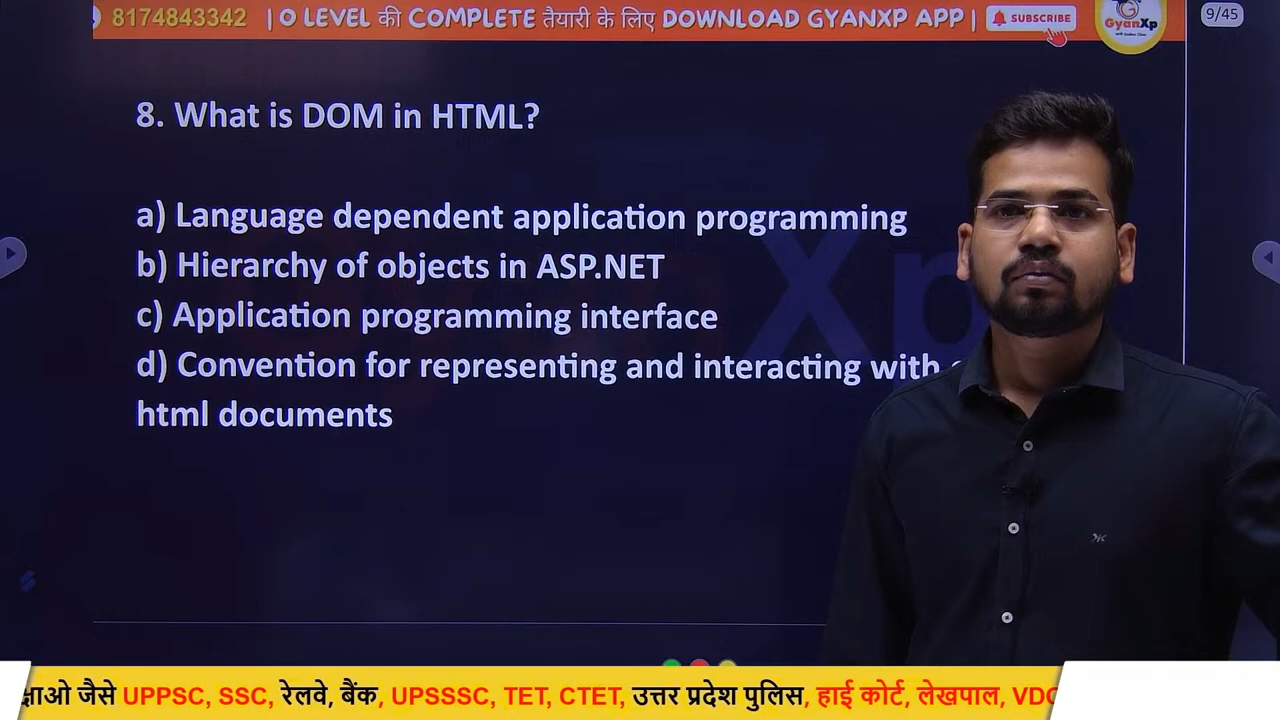 8174843342 | O LEVEL की COMPLETE तैयारी के लिए DOWNLOAD GYANXP APP |
SUBSCRIBE
GyanXp
9/45
8. What is DOM in HTML?
a) Language dependent application programming
b) Hierarchy of objects in ASP.NET
c) Application programming interface
d) Convention for representing and interacting with
html documents
जैसे UPPSC, SSC, रेलवे, बैंक, UPSSSC, TET, CTET, उत्तर प्रदेश पुलिस, हाई कोर्ट, लेखपाल,